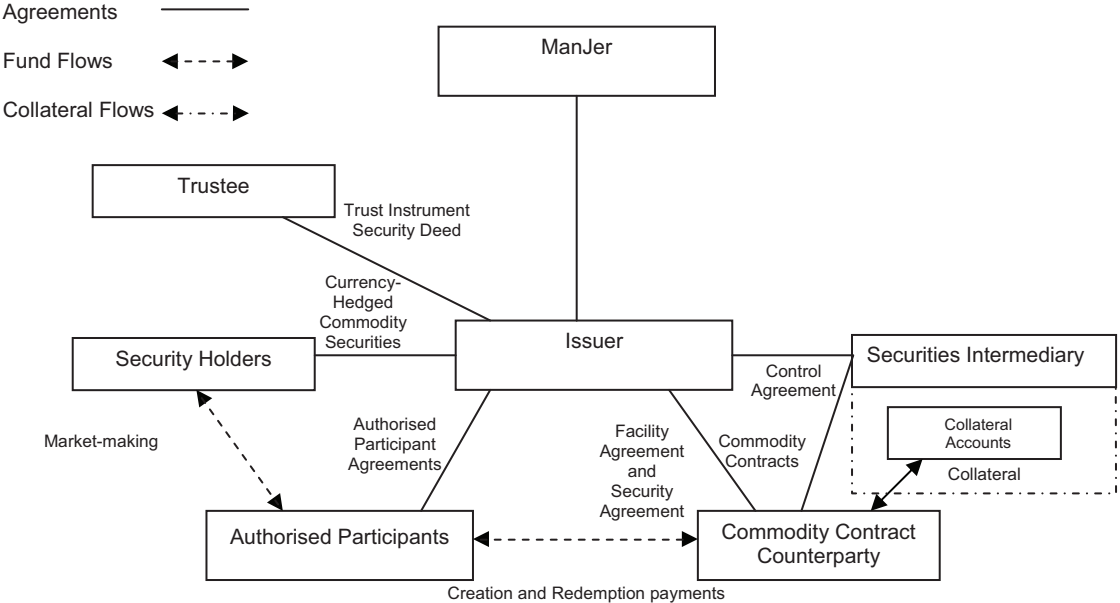 Agreements
Fund Flows
Collateral Flows
ManJer
Trustee
Trust Instrument
Security Deed
Currency-
Hedged
Commodity
Securities
Security Holders
Issuer
Securities Intermediary
Control
Agreement
Collateral
Accounts
Collateral
Market-making
Authorised
Participant
Agreements
Facility
Agreement
and
Security
Agreement
Commodity
Contracts
Authorised Participants
Commodity Contract
Counterparty
Creation and Redemption payments